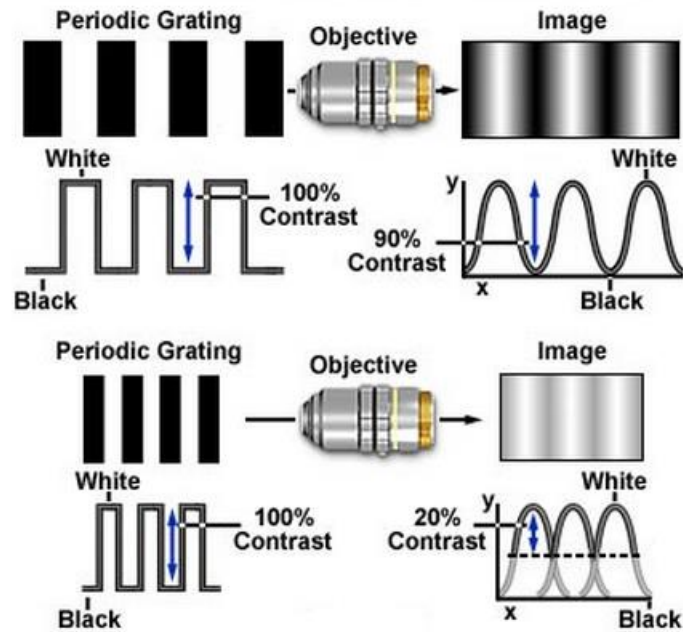 Periodic Grating
Objective
Image
White
100%
Contrast
Black
y
White
90%
Contrast
x
Black
Periodic Grating
Objective
Image
White
100%
Contrast
Black
y
White
20%
Contrast
x
Black